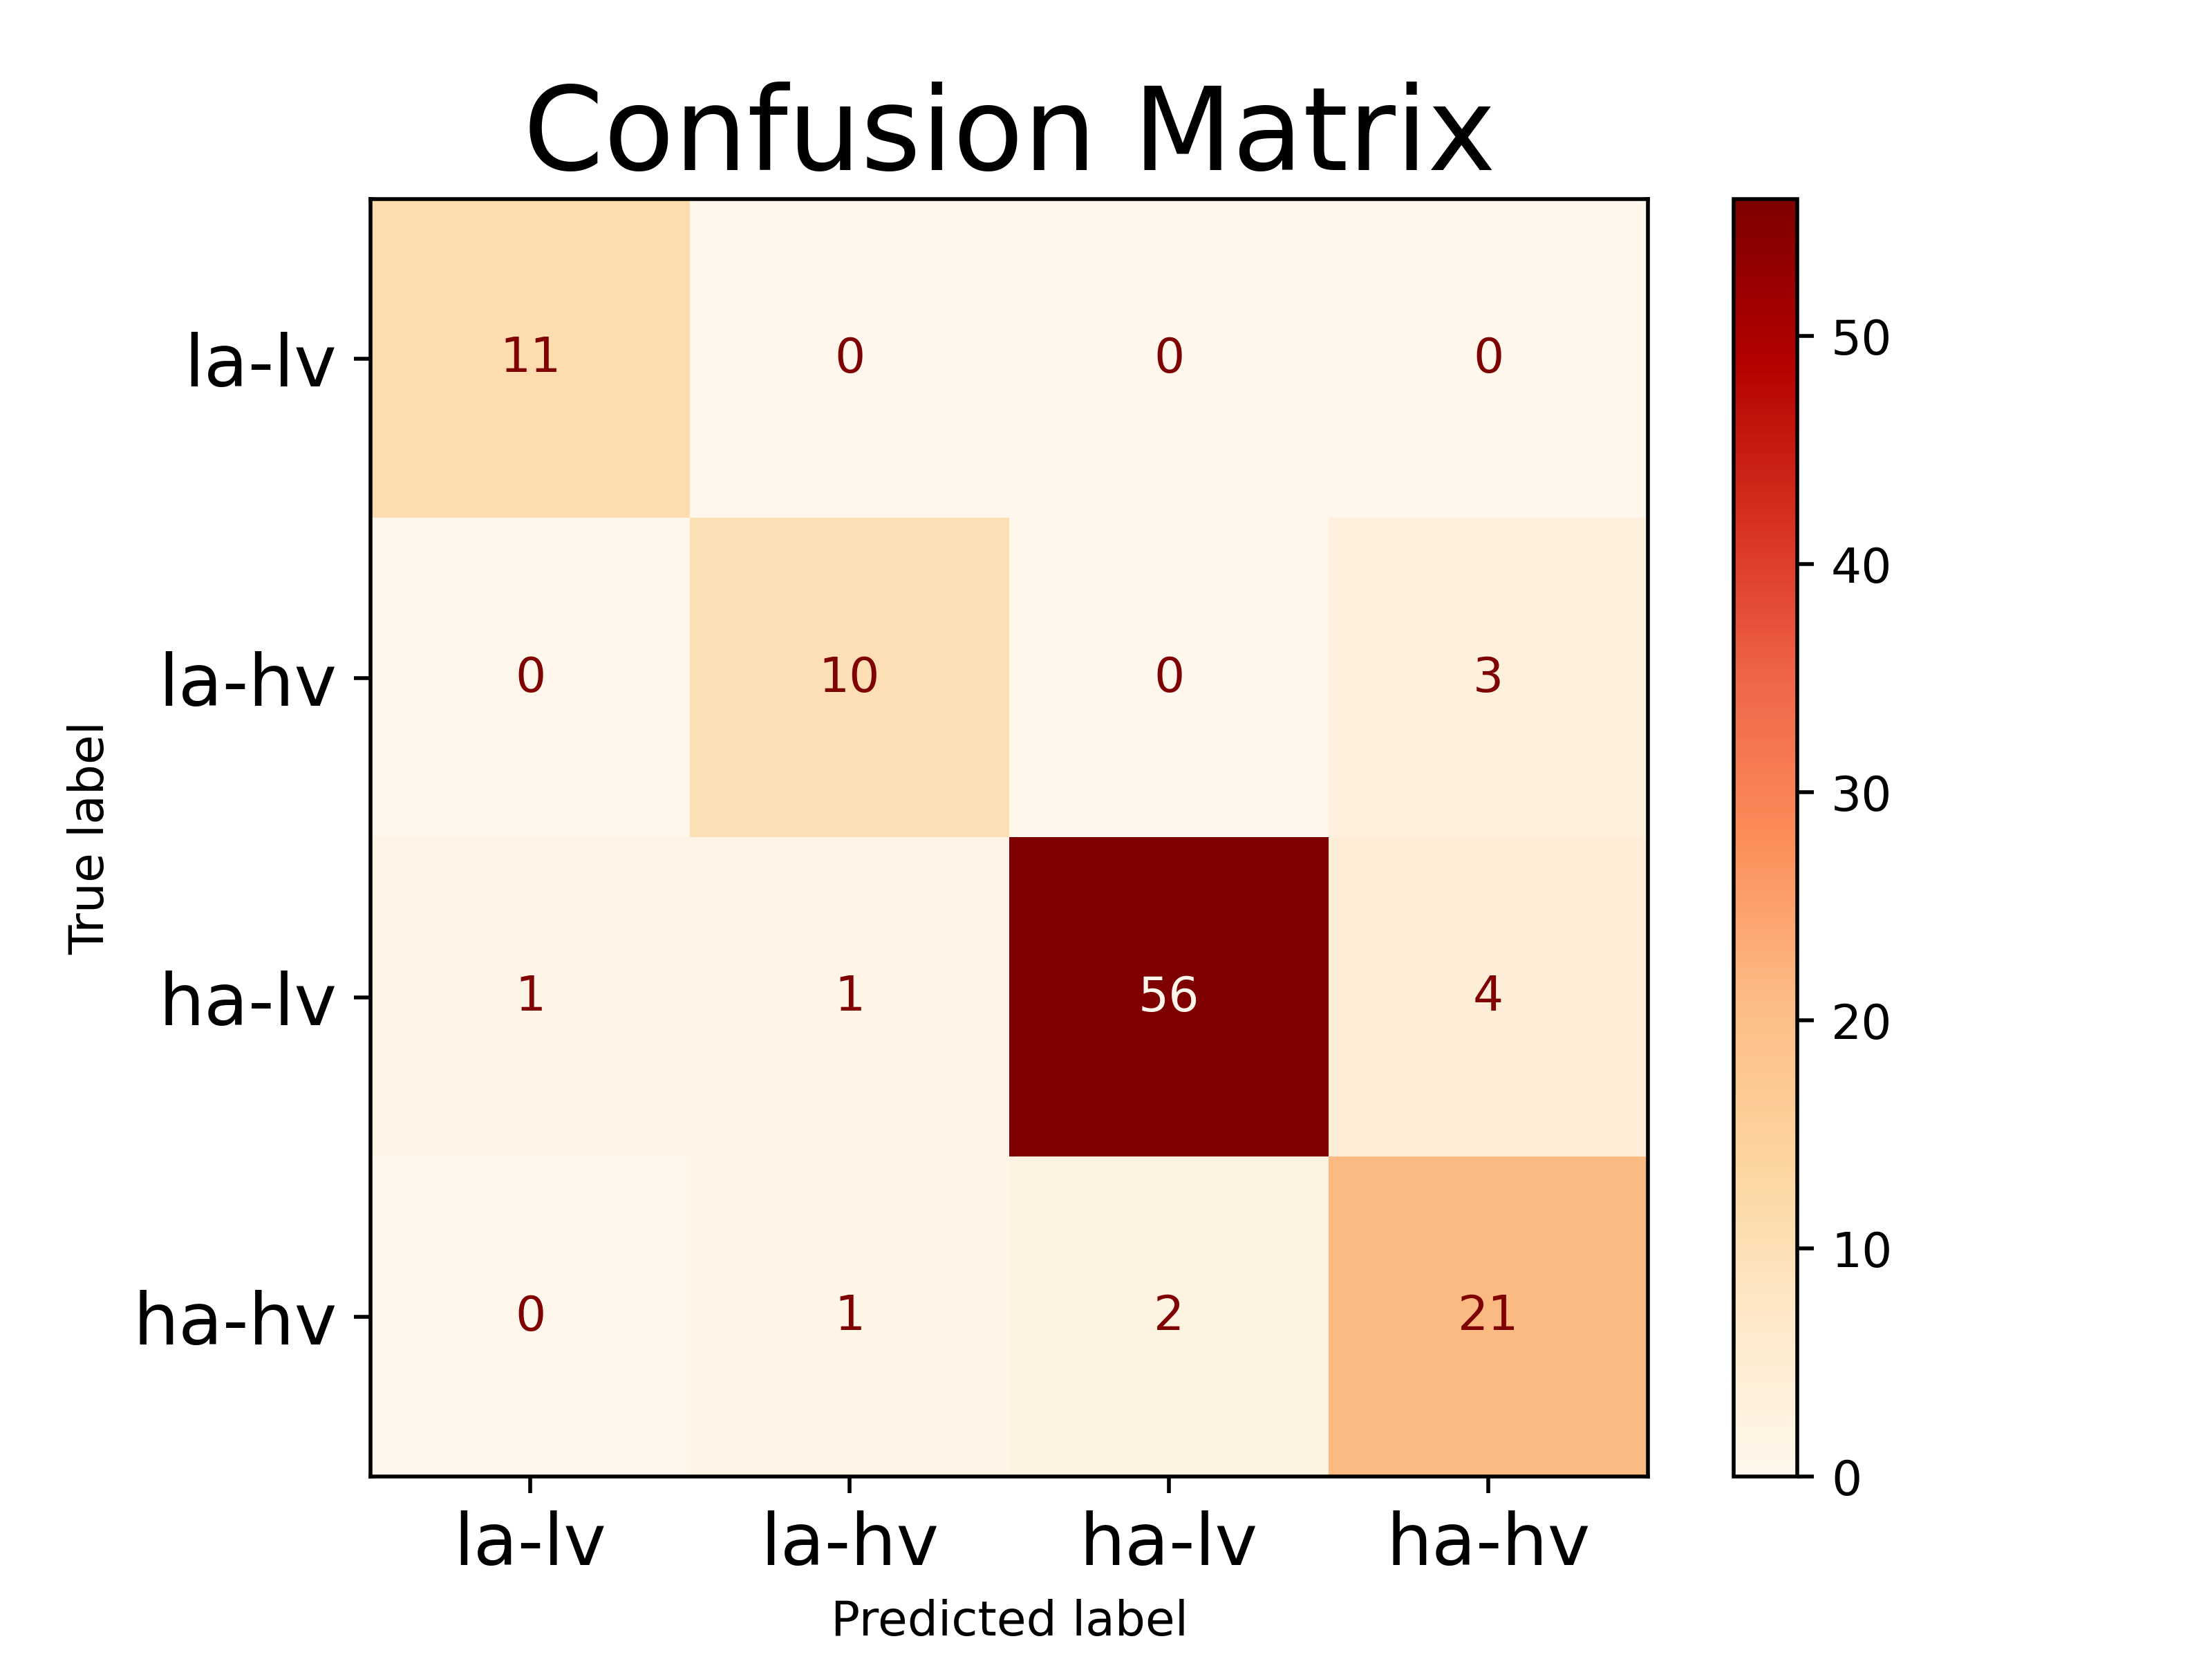 Confusion Matrix
la-lv 11 0 0 0
la-hv 0 10 0 3
ha-lv 1 1 56 4
ha-hv 0 1 2 21
la-lv la-hv ha-lv ha-hv
Predicted label
True label
50
40
30
20
10
0